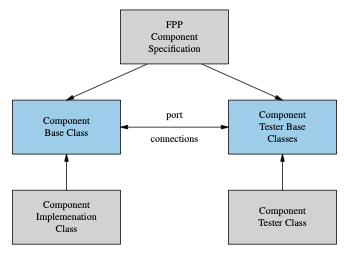 FPP
Component
Specification
Component
Base Class
port
connections
Component
Tester Base
Classes
Component
Implemenation
Class
Component
Tester Class